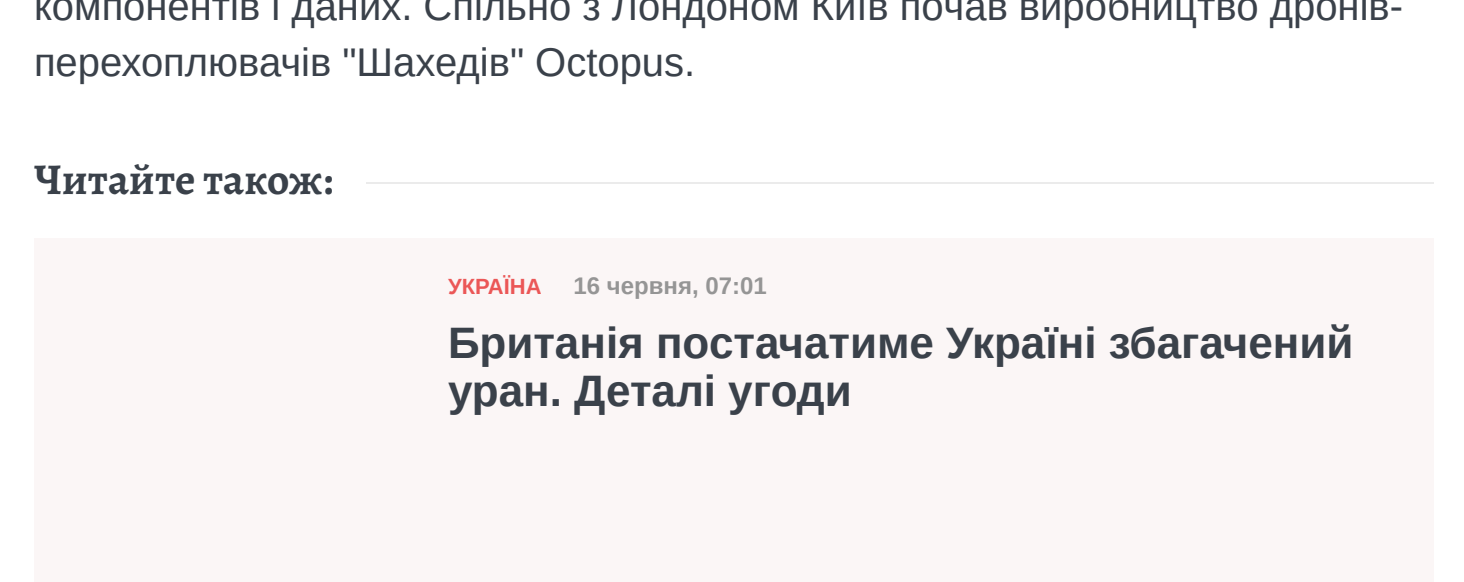 компонентів і даних. Спільно з Лондоном Київ почав виробництво дронів-
перехоплювачів "Шахедів" Octopus.
Читайте також:
УКРАЇНА 16 червня, 07:01
Британія постачатиме Україні збагачений
уран. Деталі угоди